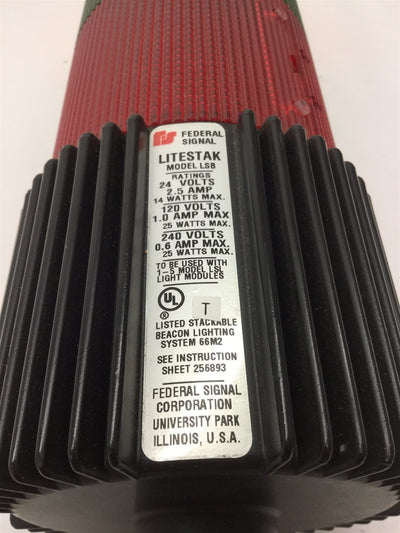 FEDERAL
SIGNAL
LITESTAK
MODEL LSB
RATINGS
24 VOLTS
2.5 AMP
14 WATTS MAX.
120 VOLTS
1.0 AMP MAX
25 WATTS MAX.
240 VOLTS
0.6 AMP MAX.
25 WATTS MAX.
TO BE USED WITH
1-5 MODEL LSL
LIGHT MODULES
UL
®
T
LISTED STACKABLE
BEACON LIGHTING
SYSTEM 66M2
SEE INSTRUCTION
SHEET 256893
FEDERAL SIGNAL
CORPORATION
UNIVERSITY PARK
ILLINOIS, U.S.A.